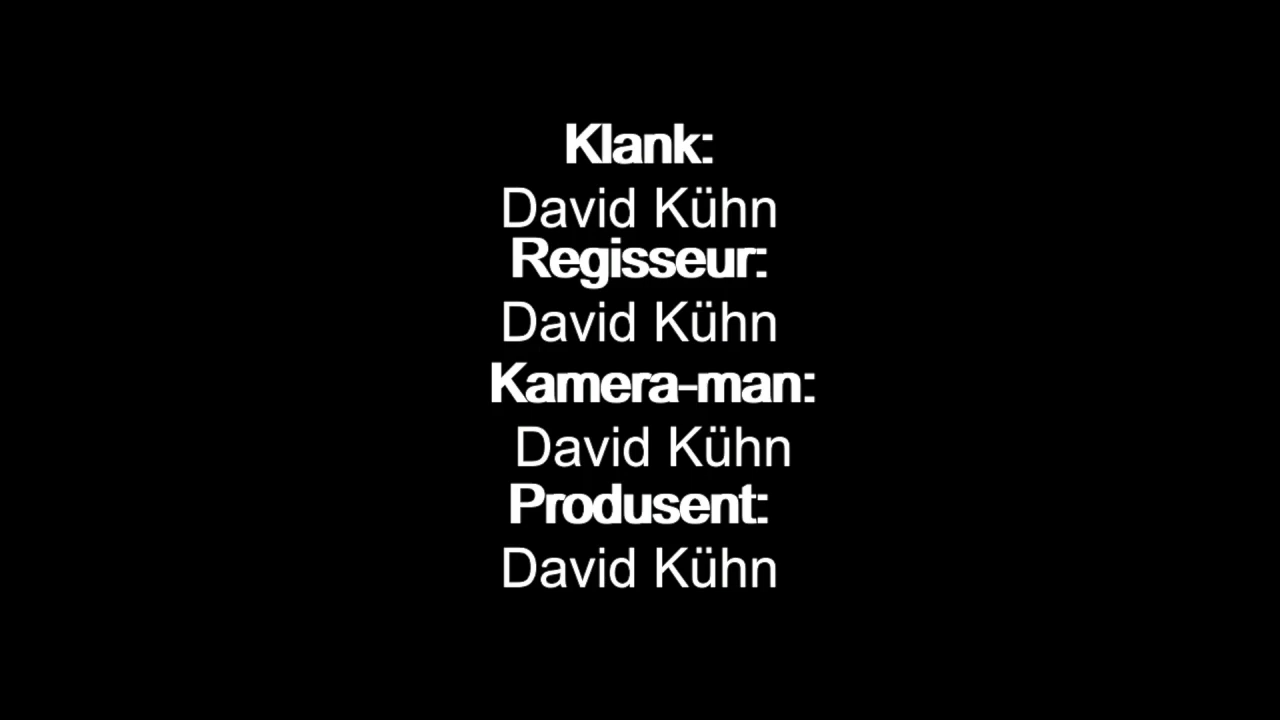 Klank:
David Kühn
Regisseur:
David Kühn
Kamera-man:
David Kühn
Produsent:
David Kühn